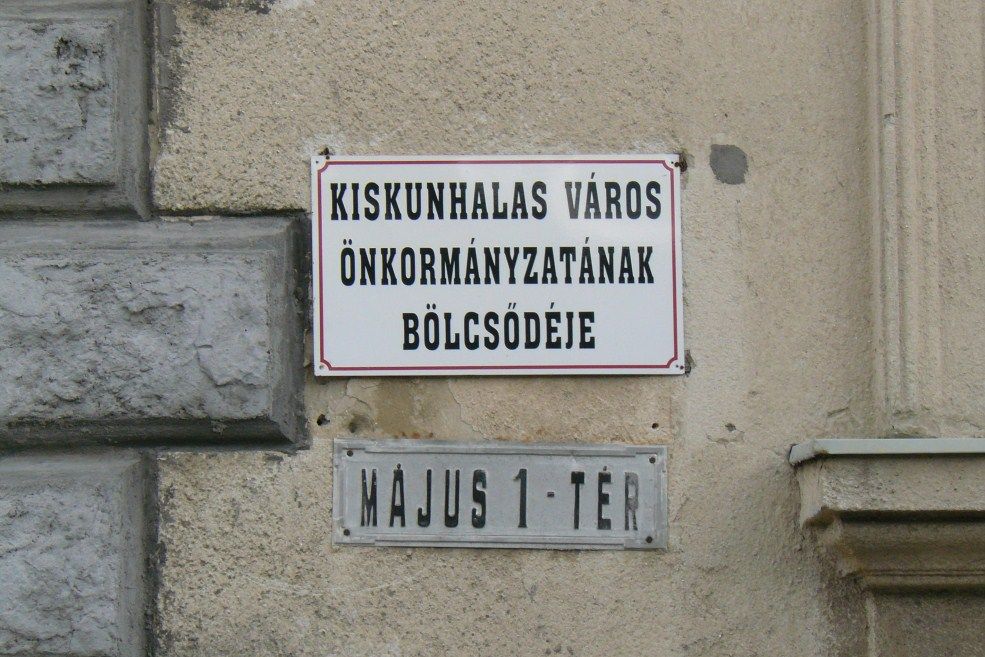 KISKUNHALAS VÁROS
ÖNKORMÁNYZATÁNAK
BÖLCSŐDÉJE
MÁJUS 1-TÉR